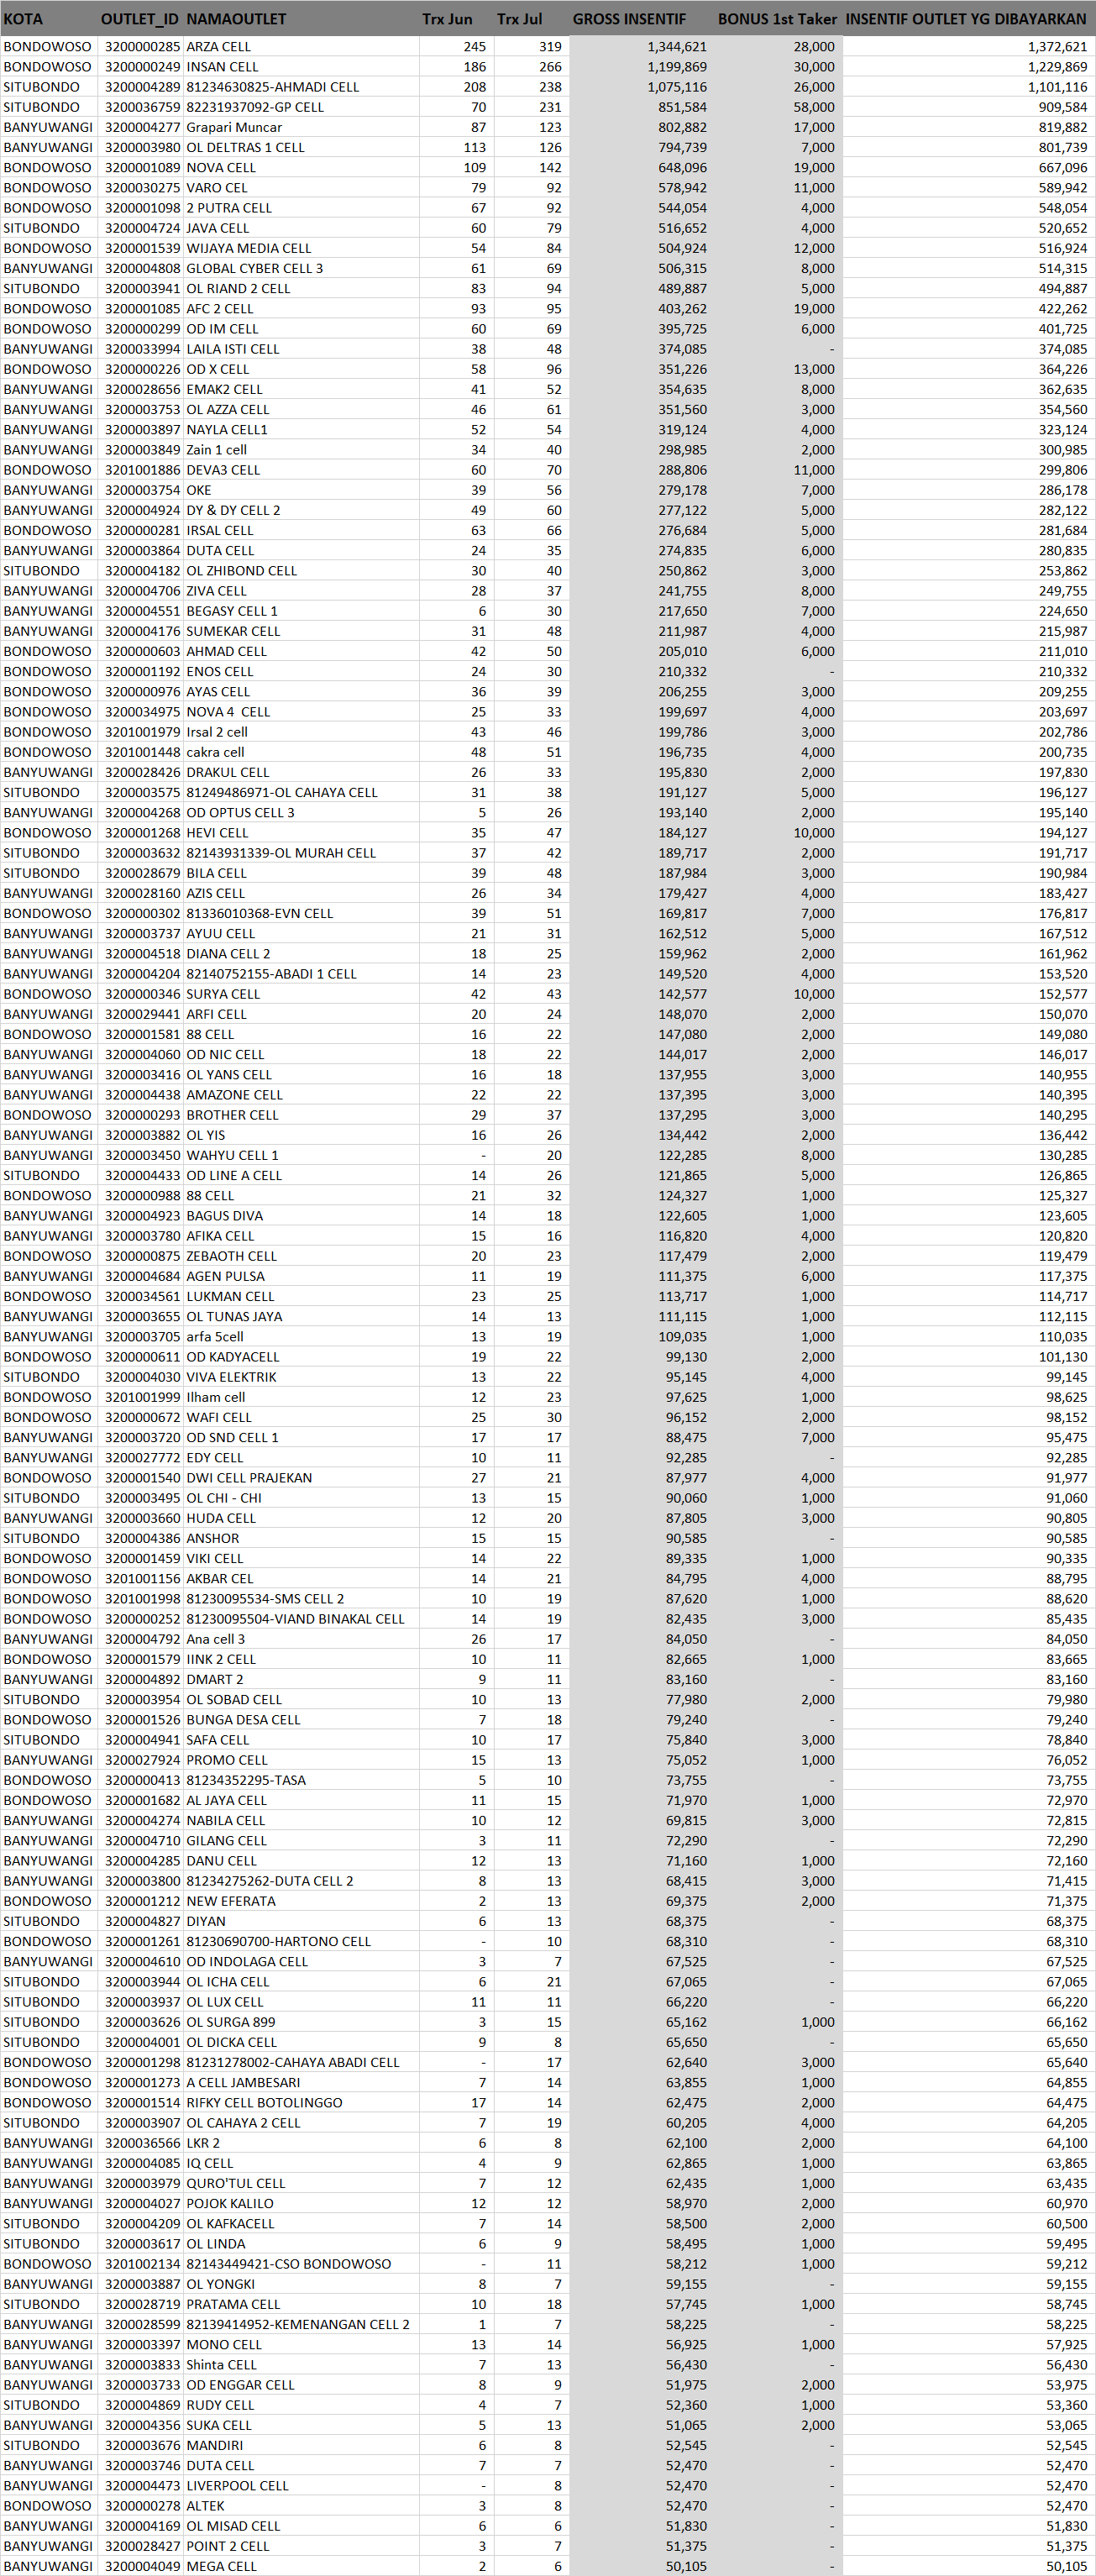 KOTA OUTLET_ID NAMAOUTLET Trx Jun Trx Jul GROSS INSENTIF BONUS 1st Taker INSENTIF OUTLET YG DIBAYARKAN
BONDOWOSO 3200000285 ARZA CELL 245 319 1,344,621 28,000 1,372,621
BONDOWOSO 3200000249 INSAN CELL 186 266 1,199,869 30,000 1,229,869
SITUBONDO 3200004289 81234630825-AHMADI CELL 208 238 1,075,116 26,000 1,101,116
SITUBONDO 3200036759 82231937092-GP CELL 70 231 851,584 58,000 909,584
BANYUWANGI 3200004277 Grapari Muncar 87 123 802,882 17,000 819,882
BANYUWANGI 3200003980 OL DELTRAS 1 CELL 113 126 794,739 7,000 801,739
BONDOWOSO 3200001089 NOVA CELL 109 142 648,096 19,000 667,096
BONDOWOSO 3200030275 VARO CEL 79 92 578,942 11,000 589,942
BONDOWOSO 3200001098 2 PUTRA CELL 67 92 544,054 4,000 548,054
SITUBONDO 3200004724 JAVA CELL 60 79 516,652 4,000 520,652
BONDOWOSO 3200001539 WIJAYA MEDIA CELL 54 84 504,924 12,000 516,924
BANYUWANGI 3200004808 GLOBAL CYBER CELL 3 61 69 506,315 8,000 514,315
SITUBONDO 3200003941 OL RIAND 2 CELL 83 94 489,887 5,000 494,887
BONDOWOSO 3200001085 AFC 2 CELL 93 95 403,262 19,000 422,262
BONDOWOSO 3200000299 OD IM CELL 60 69 395,725 6,000 401,725
BANYUWANGI 3200033994 LAILA ISTI CELL 38 48 374,085 - 374,085
BONDOWOSO 3200000226 OD X CELL 58 96 351,226 13,000 364,226
BANYUWANGI 3200028656 EMAK2 CELL 41 52 354,635 8,000 362,635
BANYUWANGI 3200003753 OL AZZA CELL 46 61 351,560 3,000 354,560
BANYUWANGI 3200003897 NAYLA CELL1 52 54 319,124 4,000 323,124
BANYUWANGI 3200003849 Zain 1 cell 34 40 298,985 2,000 300,985
BONDOWOSO 3201001886 DEVA3 CELL 60 70 288,806 11,000 299,806
BANYUWANGI 3200003754 OKE 39 56 279,178 7,000 286,178
BANYUWANGI 3200004924 DY & DY CELL 2 49 60 277,122 5,000 282,122
BONDOWOSO 3200000281 IRSAL CELL 63 66 276,684 5,000 281,684
BANYUWANGI 3200003864 DUTA CELL 24 35 274,835 6,000 280,835
SITUBONDO 3200004182 OL ZHIBOND CELL 30 40 250,862 3,000 253,862
BANYUWANGI 3200004706 ZIVA CELL 28 37 241,755 8,000 249,755
BANYUWANGI 3200004551 BEGASY CELL 1 6 30 217,650 7,000 224,650
BANYUWANGI 3200004176 SUMEKAR CELL 31 48 211,987 4,000 215,987
BONDOWOSO 3200000603 AHMAD CELL 42 50 205,010 6,000 211,010
BONDOWOSO 3200001192 ENOS CELL 24 30 210,332 - 210,332
BONDOWOSO 3200000976 AYAS CELL 36 39 206,255 3,000 209,255
BONDOWOSO 3200034975 NOVA 4  CELL 25 33 199,697 4,000 203,697
BONDOWOSO 3201001979 Irsal 2 cell 43 46 199,786 3,000 202,786
BONDOWOSO 3201001448 cakra cell 48 51 196,735 4,000 200,735
BANYUWANGI 3200028426 DRAKUL CELL 26 33 195,830 2,000 197,830
SITUBONDO 3200003575 81249486971-OL CAHAYA CELL 31 38 191,127 5,000 196,127
BANYUWANGI 3200004268 OD OPTUS CELL 3 5 26 193,140 2,000 195,140
BONDOWOSO 3200001268 HEVI CELL 35 47 184,127 10,000 194,127
SITUBONDO 3200003632 82143931339-OL MURAH CELL 37 42 189,717 2,000 191,717
SITUBONDO 3200028679 BILA CELL 39 48 187,984 3,000 190,984
BANYUWANGI 3200028160 AZIS CELL 26 34 179,427 4,000 183,427
BONDOWOSO 3200000302 81336010368-EVN CELL 39 51 169,817 7,000 176,817
BANYUWANGI 3200003737 AYUU CELL 21 31 162,512 5,000 167,512
BANYUWANGI 3200004518 DIANA CELL 2 18 25 159,962 2,000 161,962
BANYUWANGI 3200004204 82140752155-ABADI 1 CELL 14 23 149,520 4,000 153,520
BONDOWOSO 3200000346 SURYA CELL 42 43 142,577 10,000 152,577
BANYUWANGI 3200029441 ARFI CELL 20 24 148,070 2,000 150,070
BONDOWOSO 3200001581 88 CELL 16 22 147,080 2,000 149,080
BANYUWANGI 3200004060 OD NIC CELL 18 22 144,017 2,000 146,017
BANYUWANGI 3200003416 OL YANS CELL 16 18 137,955 3,000 140,955
BANYUWANGI 3200004438 AMAZONE CELL 22 22 137,395 3,000 140,395
BONDOWOSO 3200000293 BROTHER CELL 29 37 137,295 3,000 140,295
BANYUWANGI 3200003882 OL YIS 16 26 134,442 2,000 136,442
BANYUWANGI 3200003450 WAHYU CELL 1 - 20 122,285 8,000 130,285
SITUBONDO 3200004433 OD LINE A CELL 14 26 121,865 5,000 126,865
BONDOWOSO 3200000988 88 CELL 21 32 124,327 1,000 125,327
BANYUWANGI 3200004923 BAGUS DIVA 14 18 122,605 1,000 123,605
BANYUWANGI 3200003780 AFIKA CELL 15 16 116,820 4,000 120,820
BONDOWOSO 3200000875 ZEBAOTH CELL 20 23 117,479 2,000 119,479
BANYUWANGI 3200004684 AGEN PULSA 11 19 111,375 6,000 117,375
BONDOWOSO 3200034561 LUKMAN CELL 23 25 113,717 1,000 114,717
BANYUWANGI 3200003655 OL TUNAS JAYA 14 13 111,115 1,000 112,115
BANYUWANGI 3200003705 arfa 5cell 13 19 109,035 1,000 110,035
BONDOWOSO 3200000611 OD KADYACELL 19 22 99,130 2,000 101,130
SITUBONDO 3200004030 VIVA ELEKTRIK 13 22 95,145 4,000 99,145
BONDOWOSO 3201001999 Ilham cell 12 23 97,625 1,000 98,625
BONDOWOSO 3200000672 WAFI CELL 25 30 96,152 2,000 98,152
BANYUWANGI 3200003720 OD SND CELL 1 17 17 88,475 7,000 95,475
BANYUWANGI 3200027772 EDY CELL 10 11 92,285 - 92,285
BONDOWOSO 3200001540 DWI CELL PRAJEKAN 27 21 87,977 4,000 91,977
SITUBONDO 3200003495 OL CHI - CHI 13 15 90,060 1,000 91,060
BANYUWANGI 3200003660 HUDA CELL 12 20 87,805 3,000 90,805
SITUBONDO 3200004386 ANSHOR 15 15 90,585 - 90,585
BONDOWOSO 3200001459 VIKI CELL 14 22 89,335 1,000 90,335
BONDOWOSO 3201001156 AKBAR CEL 14 21 84,795 4,000 88,795
BONDOWOSO 3201001998 81230095534-SMS CELL 2 10 19 87,620 1,000 88,620
BONDOWOSO 3200000252 81230095504-VIAND BINAKAL CELL 14 19 82,435 3,000 85,435
BANYUWANGI 3200004792 Ana cell 3 26 17 84,050 - 84,050
BONDOWOSO 3200001579 IINK 2 CELL 10 11 82,665 1,000 83,665
BANYUWANGI 3200004892 DMART 2 9 11 83,160 - 83,160
SITUBONDO 3200003954 OL SOBAD CELL 10 13 77,980 2,000 79,980
BONDOWOSO 3200001526 BUNGA DESA CELL 7 18 79,240 - 79,240
SITUBONDO 3200004941 SAFA CELL 10 17 75,840 3,000 78,840
BANYUWANGI 3200027924 PROMO CELL 15 13 75,052 1,000 76,052
BONDOWOSO 3200000413 81234352295-TASA 5 10 73,755 - 73,755
BONDOWOSO 3200001682 AL JAYA CELL 11 15 71,970 1,000 72,970
BANYUWANGI 3200004274 NABILA CELL 10 12 69,815 3,000 72,815
BANYUWANGI 3200004710 GILANG CELL 3 11 72,290 - 72,290
BANYUWANGI 3200004285 DANU CELL 12 13 71,160 1,000 72,160
BANYUWANGI 3200003800 81234275262-DUTA CELL 2 8 13 68,415 3,000 71,415
BONDOWOSO 3200001212 NEW EFERATA 2 13 69,375 2,000 71,375
SITUBONDO 3200004827 DIYAN 6 13 68,375 - 68,375
BONDOWOSO 3200001261 81230690700-HARTONO CELL - 10 68,310 - 68,310
BANYUWANGI 3200004610 OD INDOLAGA CELL 3 7 67,525 - 67,525
SITUBONDO 3200003944 OL ICHA CELL 6 21 67,065 - 67,065
SITUBONDO 3200003937 OL LUX CELL 11 11 66,220 - 66,220
SITUBONDO 3200003626 OL SURGA 899 3 15 65,162 1,000 66,162
SITUBONDO 3200004001 OL DICKA CELL 9 8 65,650 - 65,650
BONDOWOSO 3200001298 81231278002-CAHAYA ABADI CELL - 17 62,640 3,000 65,640
BONDOWOSO 3200001273 A CELL JAMBESARI 7 14 63,855 1,000 64,855
BONDOWOSO 3200001514 RIFKY CELL BOTOLINGGO 17 14 62,475 2,000 64,475
SITUBONDO 3200003907 OL CAHAYA 2 CELL 7 19 60,205 4,000 64,205
BANYUWANGI 3200036566 LKR 2 6 8 62,100 2,000 64,100
BANYUWANGI 3200004085 IQ CELL 4 9 62,865 1,000 63,865
BANYUWANGI 3200003979 QURO'TUL CELL 7 12 62,435 1,000 63,435
BANYUWANGI 3200004027 POJOK KALILO 12 12 58,970 2,000 60,970
SITUBONDO 3200004209 OL KAFKACELL 7 14 58,500 2,000 60,500
SITUBONDO 3200003617 OL LINDA 6 9 58,495 1,000 59,495
BONDOWOSO 3201002134 82143449421-CSO BONDOWOSO - 11 58,212 1,000 59,212
BANYUWANGI 3200003887 OL YONGKI 8 7 59,155 - 59,155
SITUBONDO 3200028719 PRATAMA CELL 10 18 57,745 1,000 58,745
BANYUWANGI 3200028599 82139414952-KEMENANGAN CELL 2 1 7 58,225 - 58,225
BANYUWANGI 3200003397 MONO CELL 13 14 56,925 1,000 57,925
BANYUWANGI 3200003833 Shinta CELL 7 13 56,430 - 56,430
BANYUWANGI 3200003733 OD ENGGAR CELL 8 9 51,975 2,000 53,975
SITUBONDO 3200004869 RUDY CELL 4 7 52,360 1,000 53,360
BANYUWANGI 3200004356 SUKA CELL 5 13 51,065 2,000 53,065
SITUBONDO 3200003676 MANDIRI 6 8 52,545 - 52,545
BANYUWANGI 3200003746 DUTA CELL 7 7 52,470 - 52,470
BANYUWANGI 3200004473 LIVERPOOL CELL - 8 52,470 - 52,470
BONDOWOSO 3200000278 ALTEK 3 8 52,470 - 52,470
BANYUWANGI 3200004169 OL MISAD CELL 6 6 51,830 - 51,830
BANYUWANGI 3200028427 POINT 2 CELL 3 7 51,375 - 51,375
BANYUWANGI 3200004049 MEGA CELL 2 6 50,105 - 50,105